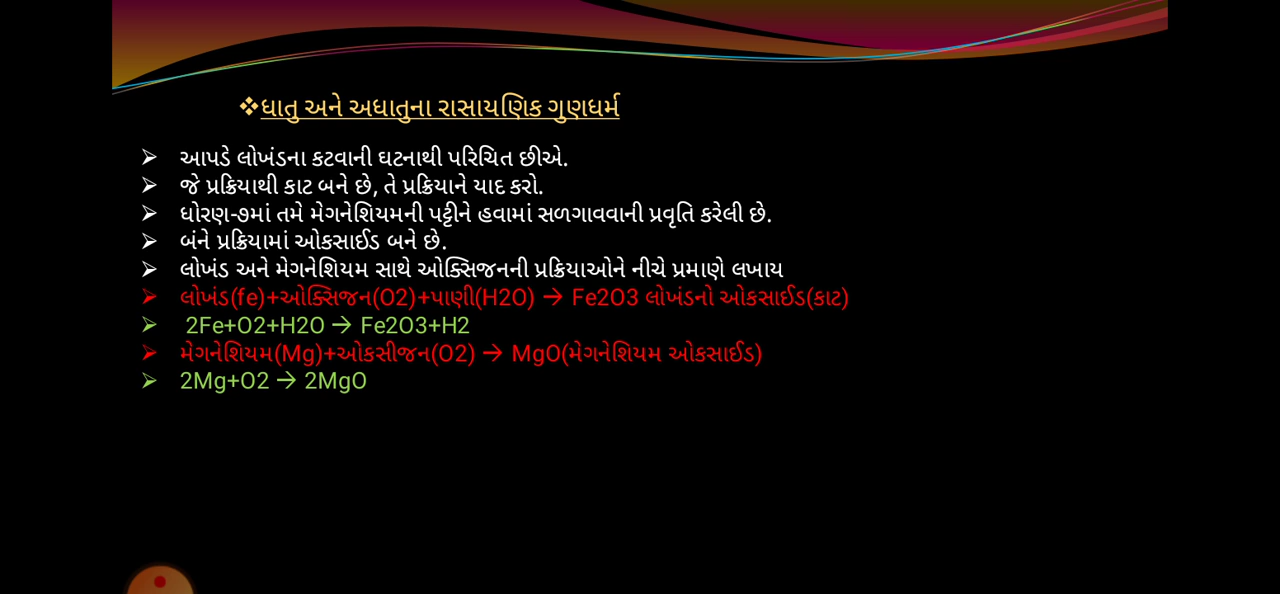 ❖ધાતુ અને અધાતુના રાસાયણિક ગુણધર્મ
➢ આપડે લોખંડના કટવાની ઘટનાથી પરિચિત છીએ.
➢ જે પ્રક્રિયાથી કાટ બને છે, તે પ્રક્રિયાને યાદ કરો.
➢ ધોરણ-૭માં તમે મેગનેશિયમની પટ્ટીને હવામાં સળગાવવાની પ્રવૃતિ કરેલી છે.
➢ બંને પ્રક્રિયામાં ઓકસાઈડ બને છે.
➢ લોખંડ અને મેગનેશિયમ સાથે ઓક્સિજનની પ્રક્રિયાઓને નીચે પ્રમાણે લખાય
➢ લોખંડ(fe)+ઓક્સિજન(O2)+પાણી(H2O) → Fe2O3 લોખંડનો ઓકસાઈડ(કાટ)
➢ 2Fe+O2+H2O → Fe2O3+H2
➢ મેગનેશિયમ(Mg)+ઓકસીજન(O2) → MgO(મેગનેશિયમ ઓકસાઈડ)
➢ 2Mg+O2 → 2MgO